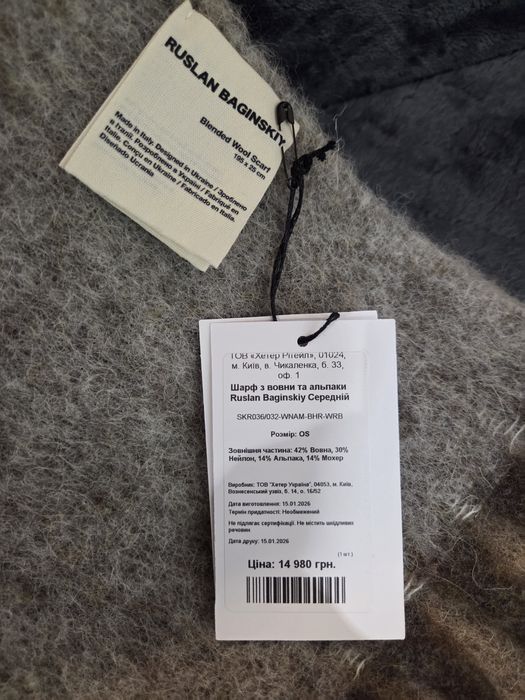 RUSLAN BAGINSKIY
Blended Wool Scarf
195 x 25 cm
Made in Italy. Designed in Ukraine / Зроблено
в Італії. Розроблено в Україні / Fabriqué en
Italie. Conçu en Ukraine / Fabricado en Italia.
Diseñado Ucrania
ТОВ «Хетер Рітейл», 01024,
м. Київ, в. Чикаленка, б. 33,
оф. 1
Шарф з вовни та альпаки
Ruslan Baginskiy Середній
SKR036/032-WNAM-BHR-WRB
Розмір: OS
Зовнішня частина: 42% Вовна, 30%
Нейлон, 14% Альпака, 14% Мохер
Виробник: ТОВ "Хетер Україна", 04053, м. Київ,
Вознесенський узвіз, б. 14, о. 16/52
Дата виготовлення: 15.01.2026
Термін придатності: Необмежений
Не підлягає сертифікації. Не містить шкідливих
речовин
Дата друку: 15.01.2026
(1 шт.)
Ціна: 14 980 грн.